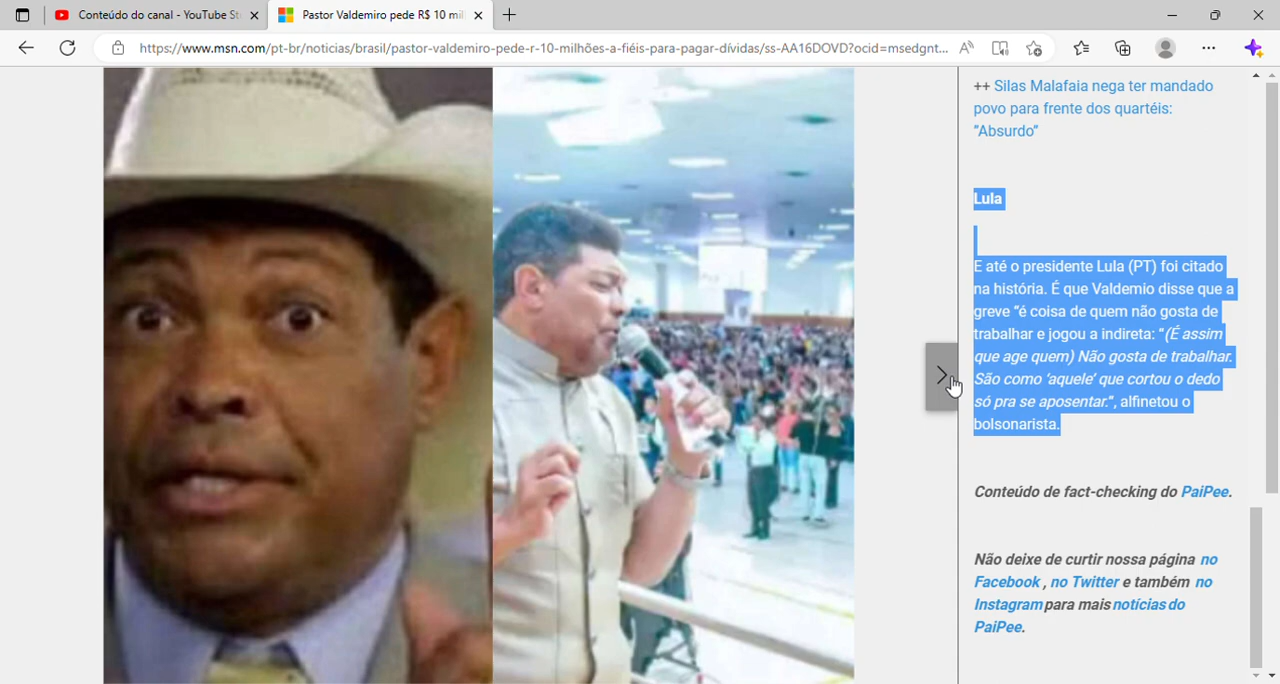 Conteúdo do canal - YouTube St
Pastor Valdemiro pede R$ 10 mil
https://www.msn.com/pt-br/noticias/brasil/pastor-valdemiro-pede-r-10-milhões-a-fiéis-para-pagar-dívidas/ss-AA16DOVD?ocid=msedgnt...
++ Silas Malafaia nega ter mandado
povo para frente dos quartéis:
"Absurdo"
Lula
E até o presidente Lula (PT) foi citado
na história. É que Valdemio disse que a
greve “é coisa de quem não gosta de
trabalhar e jogou a indireta: "(É assim
que age quem) Não gosta de trabalhar.
São como ‘aquele’ que cortou o dedo
só pra se aposentar.”, alfinetou o
bolsonarista.
Conteúdo de fact-checking do PaiPee.
Não deixe de curtir nossa página no
Facebook , no Twitter e também no
Instagram para mais notícias do
PaiPee.